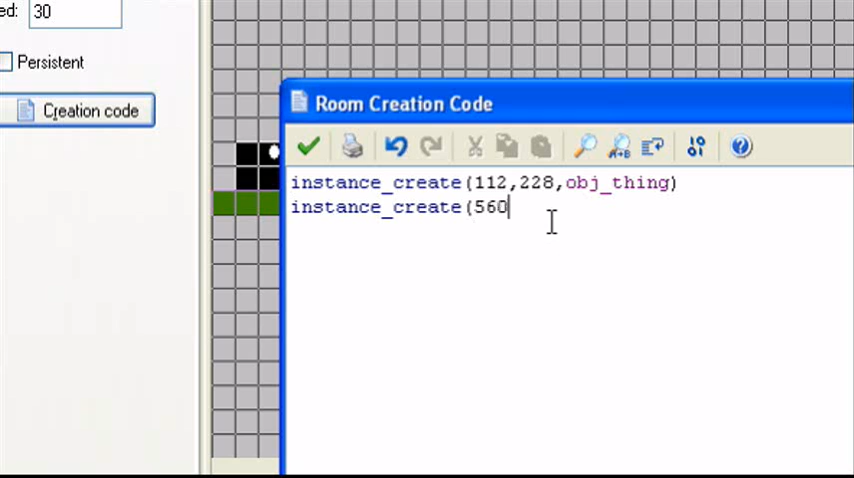 ed: 30
Persistent
Creation code
Room Creation Code
instance_create(112,228,obj_thing)
instance_create(560